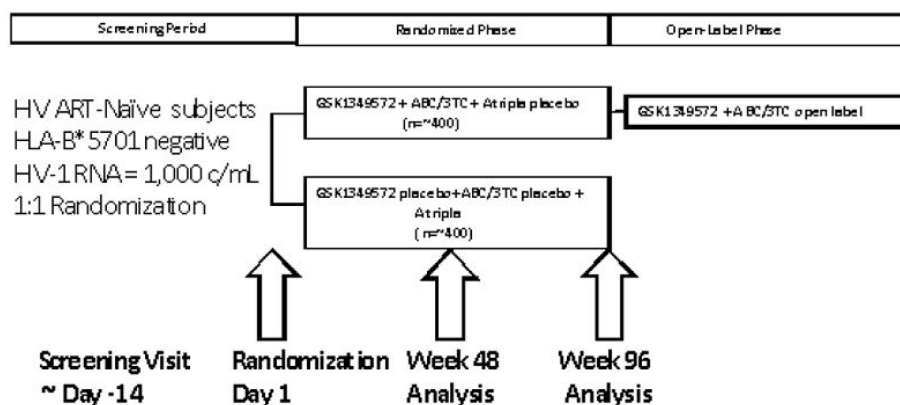 Screening Period
Randomized Phase
Open-Label Phase
HV ART-Naïve subjects
HLA-B* 5701 negative
HV-1 RNA = 1,000 c/mL
1:1 Randomization
GSK1349572 + ABC/3TC + Atripla placebo
(n=~400)
GSK1349572 + ABC/3TC open label
GSK1349572 placebo+ABC/3TC placebo +
Atripla
(n=~400)
Screening Visit
~ Day -14
Randomization
Day 1
Week 48
Analysis
Week 96
Analysis